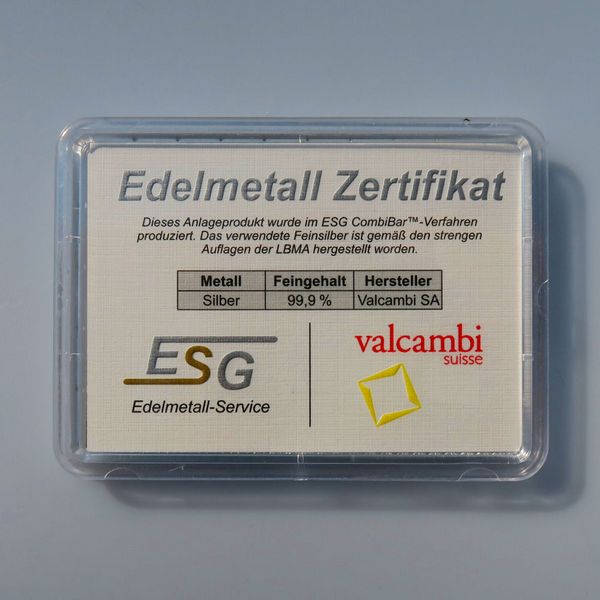 Edelmetall Zertifikat
Dieses Anlageprodukt wurde im ESG CombiBar™-Verfahren
produziert. Das verwendete Feinsilber ist gemäß den strengen
Auflagen der LBMA hergestellt worden.
Metall Feingehalt Hersteller
Silber 99,9 % Valcambi SA
ESG
Edelmetall-Service
valcambi
suisse